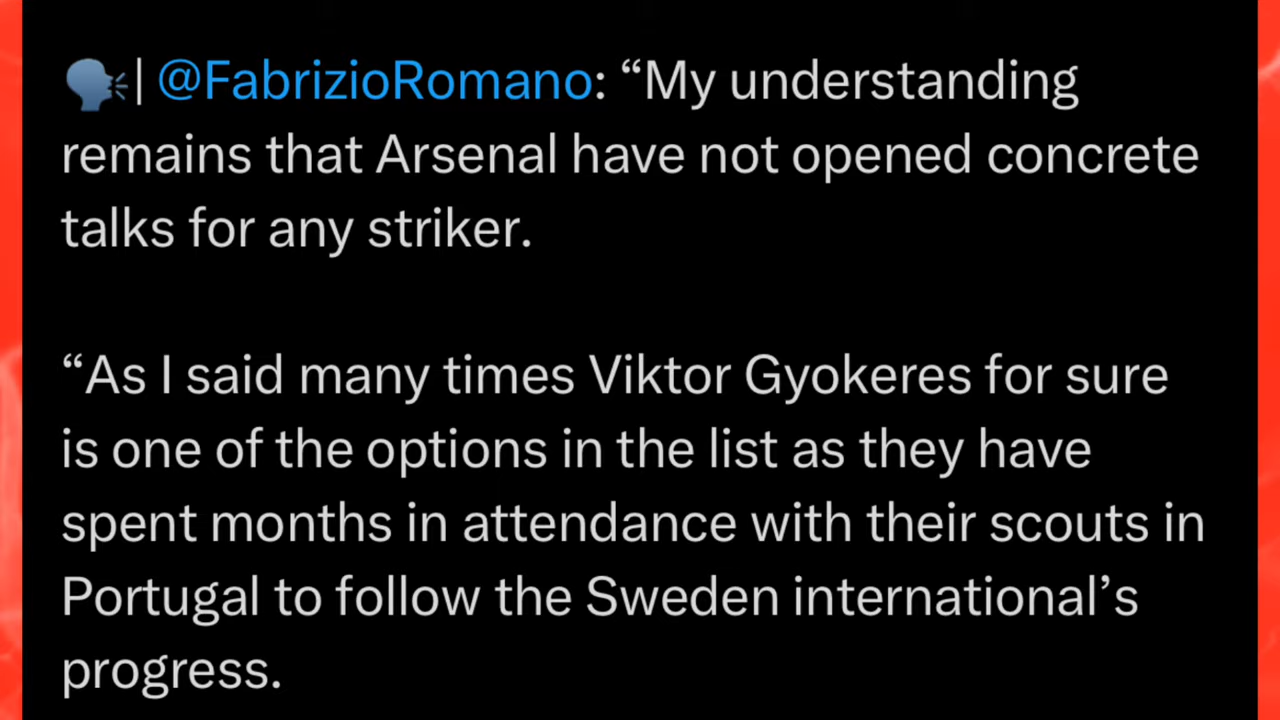 🗣️| @FabrizioRomano: “My understanding
remains that Arsenal have not opened concrete
talks for any striker.
“As I said many times Viktor Gyokeres for sure
is one of the options in the list as they have
spent months in attendance with their scouts in
Portugal to follow the Sweden international’s
progress.